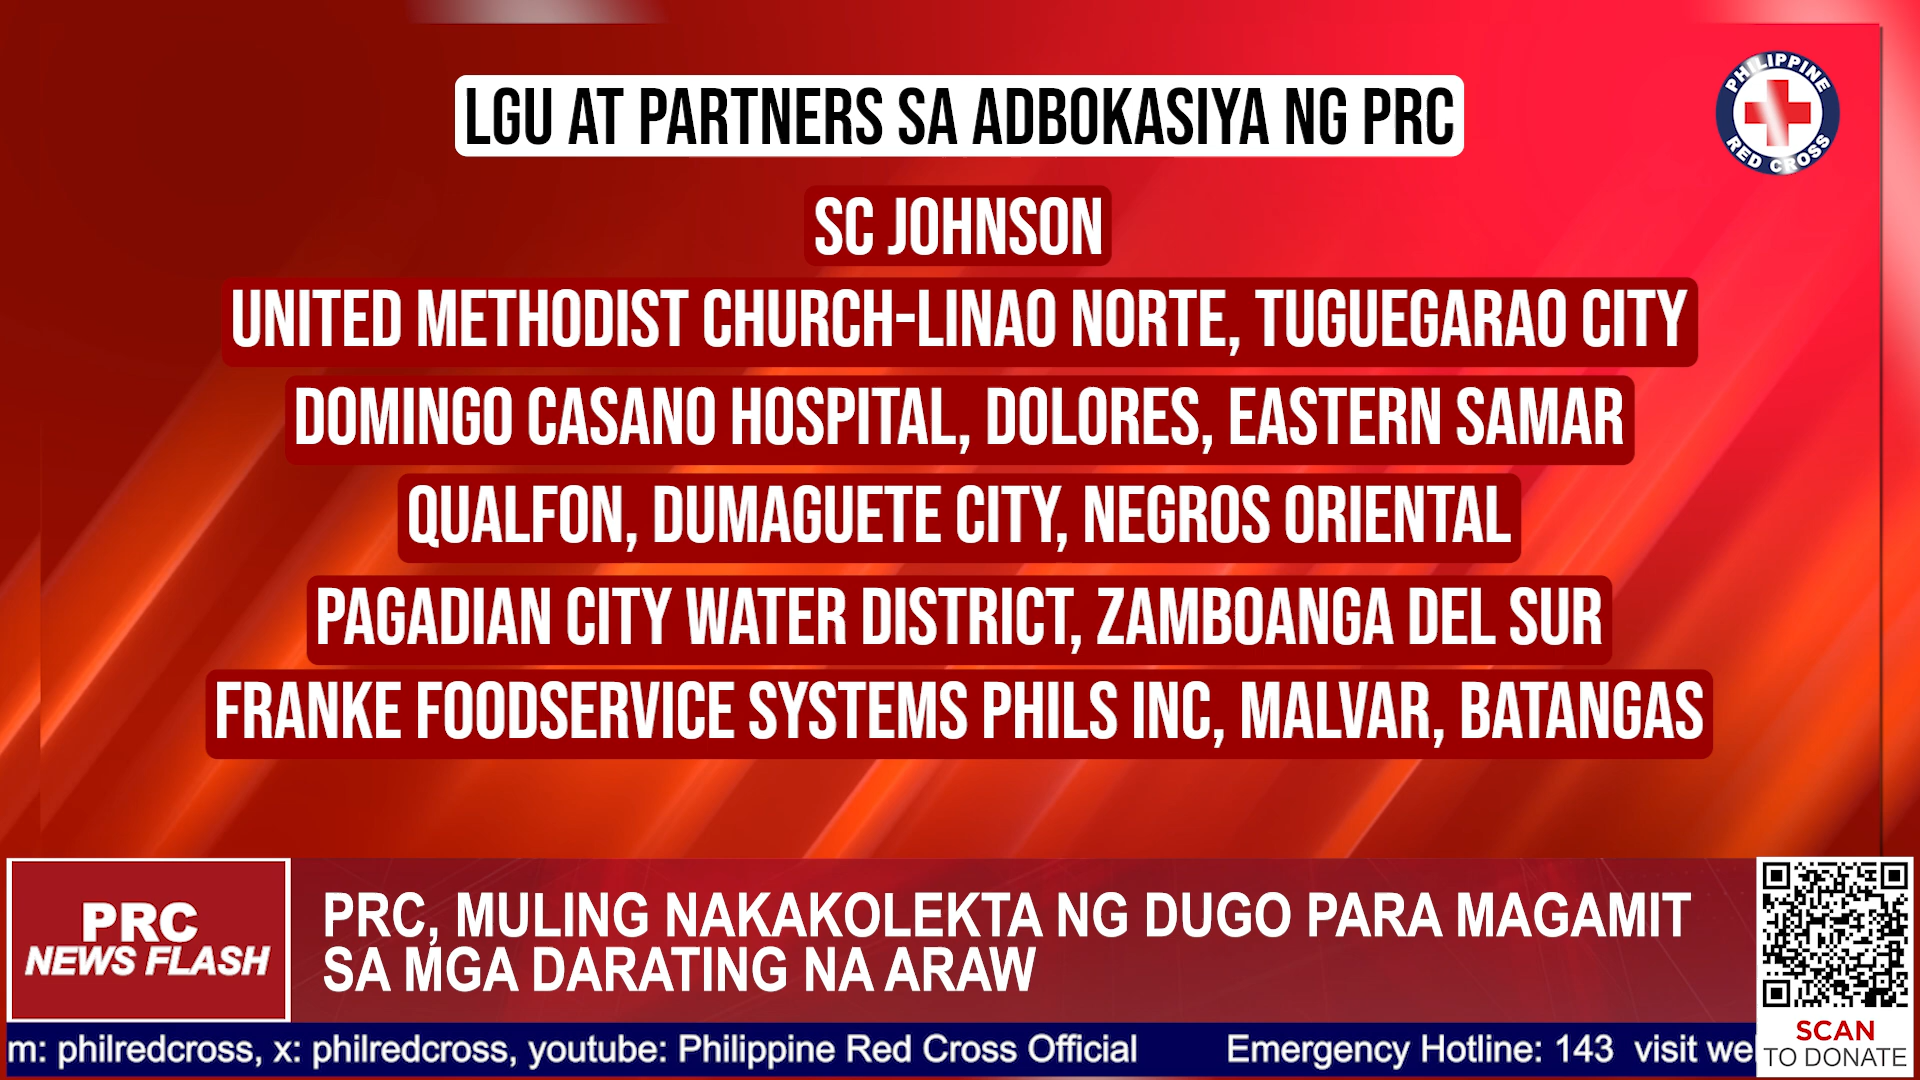 LGU AT PARTNERS SA ADBOKASIYA NG PRC
PHILIPPINE
RED CROSS
SC JOHNSON
UNITED METHODIST CHURCH-LINAO NORTE, TUGUEGARAO CITY
DOMINGO CASANO HOSPITAL, DOLORES, EASTERN SAMAR
QUALFON, DUMAGUETE CITY, NEGROS ORIENTAL
PAGADIAN CITY WATER DISTRICT, ZAMBOANGA DEL SUR
FRANKE FOODSERVICE SYSTEMS PHILS INC, MALVAR, BATANGAS
PRC
NEWS FLASH
PRC, MULING NAKAKOLEKTA NG DUGO PARA MAGAMIT
SA MGA DARATING NA ARAW
SCAN
TO DONATE
m: philredcross, x: philredcross, youtube: Philippine Red Cross Official Emergency Hotline: 143 visit we